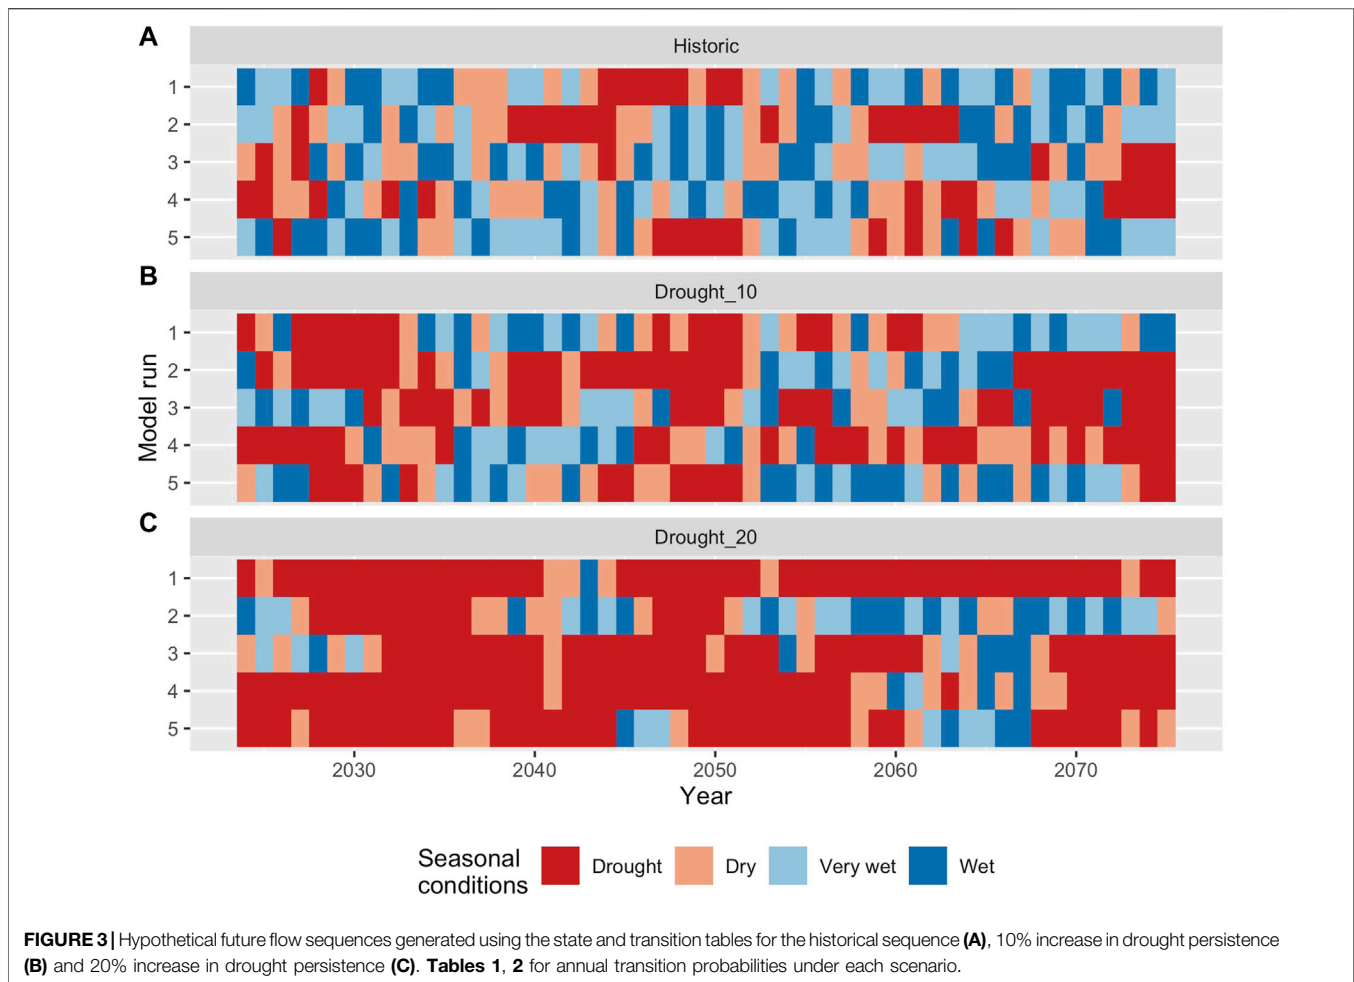 A
Historic
1
2
3
4
5
B
Drought_10
1
2
3
4
5
Model run
C
Drought_20
1
2
3
4
5
2030 2040 2050 2060 2070
Year
Seasonal
conditions
Drought Dry Very wet Wet
FIGURE 3 | Hypothetical future flow sequences generated using the state and transition tables for the historical sequence (A), 10% increase in drought persistence
(B) and 20% increase in drought persistence (C). Tables 1, 2 for annual transition probabilities under each scenario.